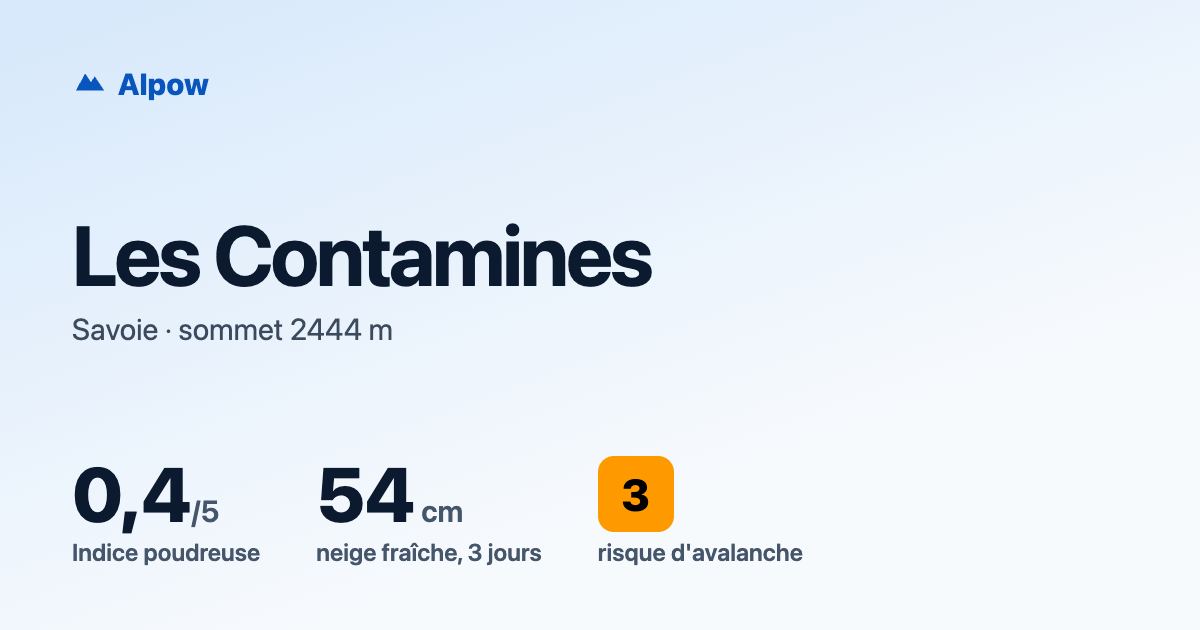 Alpow
Les Contamines
Savoie · sommet 2444 m
0,4/5
Indice poudreuse
54 cm
neige fraîche, 3 jours
3
risque d'avalanche